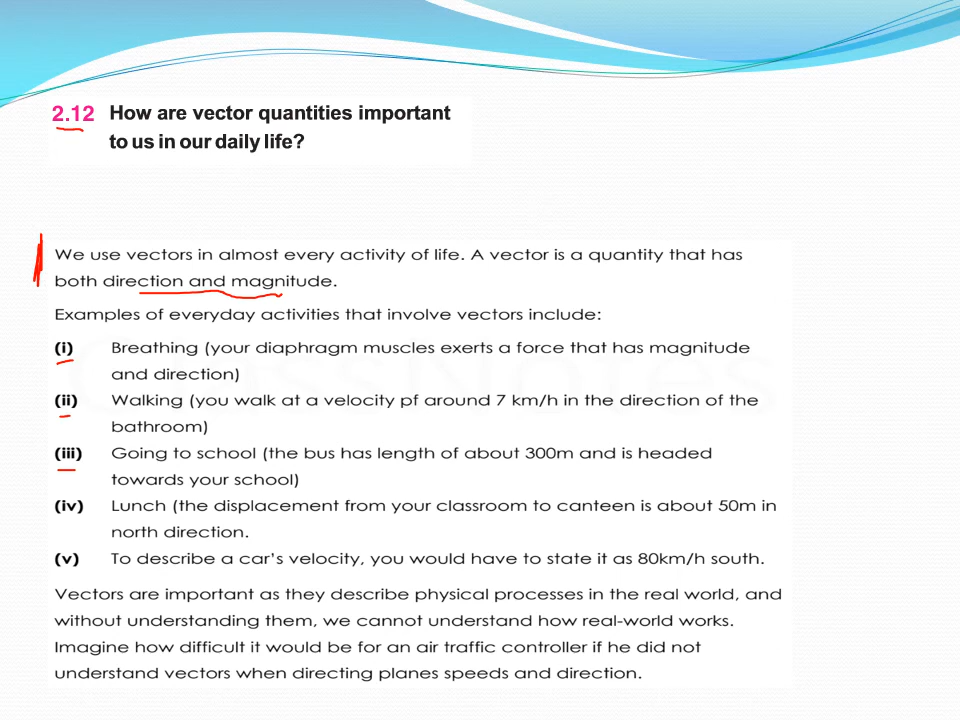 2.12 How are vector quantities important
to us in our daily life?
We use vectors in almost every activity of life. A vector is a quantity that has
both direction and magnitude.
Examples of everyday activities that involve vectors include:
(i) Breathing (your diaphragm muscles exerts a force that has magnitude
and direction)
(ii) Walking (you walk at a velocity pf around 7 km/h in the direction of the
bathroom)
(iii) Going to school (the bus has length of about 300m and is headed
towards your school)
(iv) Lunch (the displacement from your classroom to canteen is about 50m in
north direction.
(v) To describe a car's velocity, you would have to state it as 80km/h south.
Vectors are important as they describe physical processes in the real world, and
without understanding them, we cannot understand how real-world works.
Imagine how difficult it would be for an air traffic controller if he did not
understand vectors when directing planes speeds and direction.